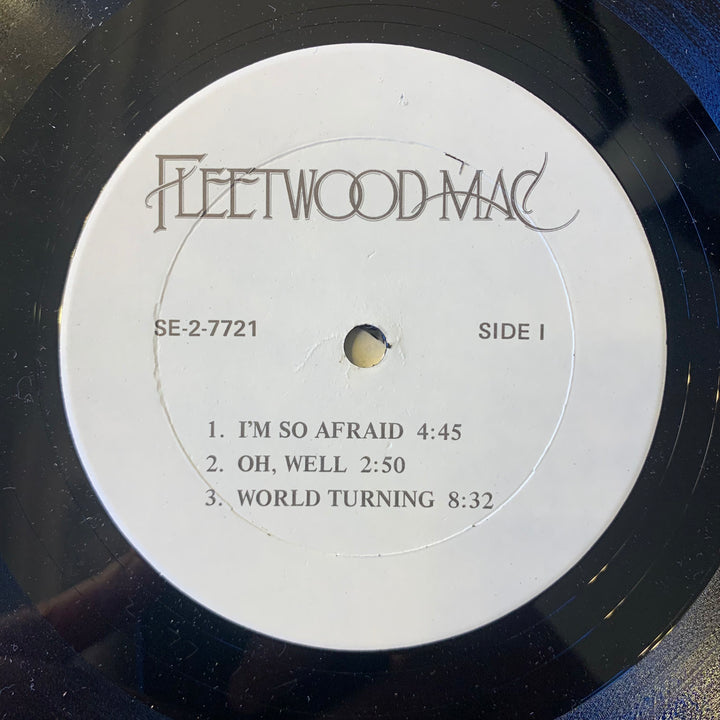 FLEETWOOD MAC
SE-2-7721 SIDE I
1. I'M SO AFRAID 4:45
2. OH, WELL 2:50
3. WORLD TURNING 8:32